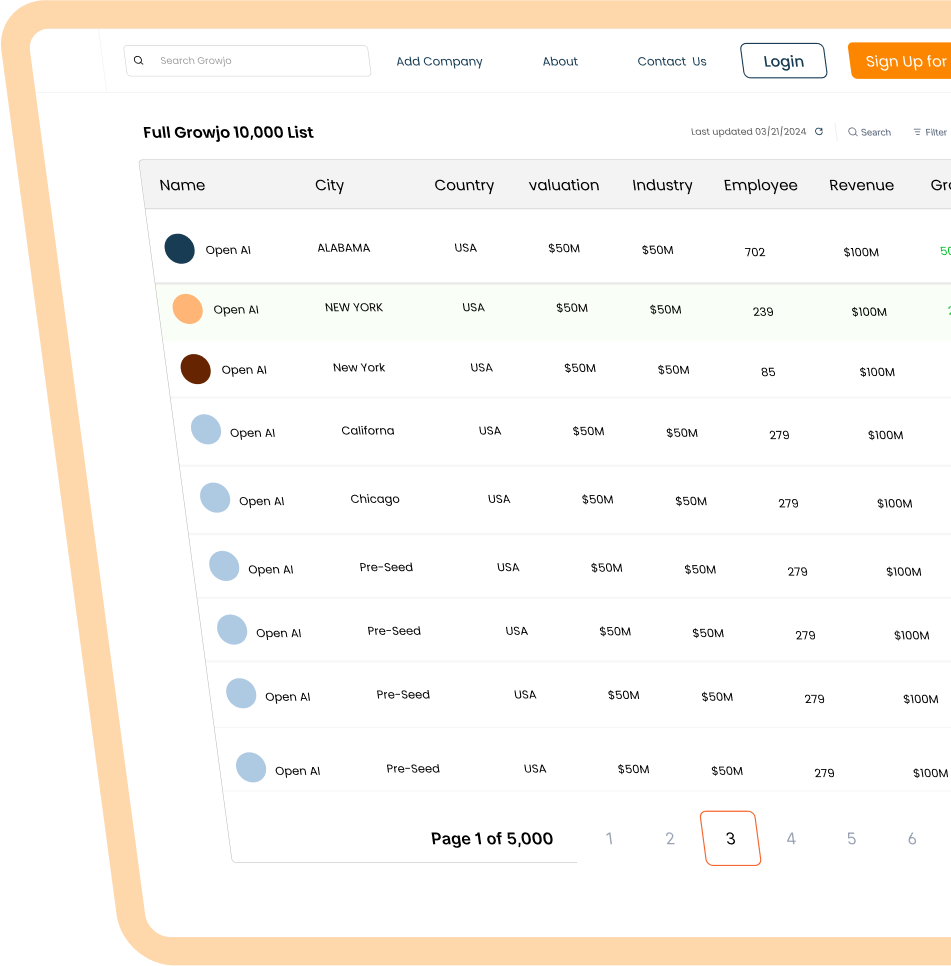 Search Growjo Add Company About Contact Us Login Sign Up for
Full Growjo 10,000 List Last updated 03/21/2024 Search Filter
Name City Country valuation Industry Employee Revenue Gro
Open AI ALABAMA USA $50M $50M 702 $100M 50
Open AI NEW YORK USA $50M $50M 239 $100M 2
Open AI New York USA $50M $50M 85 $100M
Open AI Californa USA $50M $50M 279 $100M
Open AI Chicago USA $50M $50M 279 $100M
Open AI Pre-Seed USA $50M $50M 279 $100M
Open AI Pre-Seed USA $50M $50M 279 $100M
Open AI Pre-Seed USA $50M $50M 279 $100M
Open AI Pre-Seed USA $50M $50M 279 $100M
Page 1 of 5,000 1 2 3 4 5 6